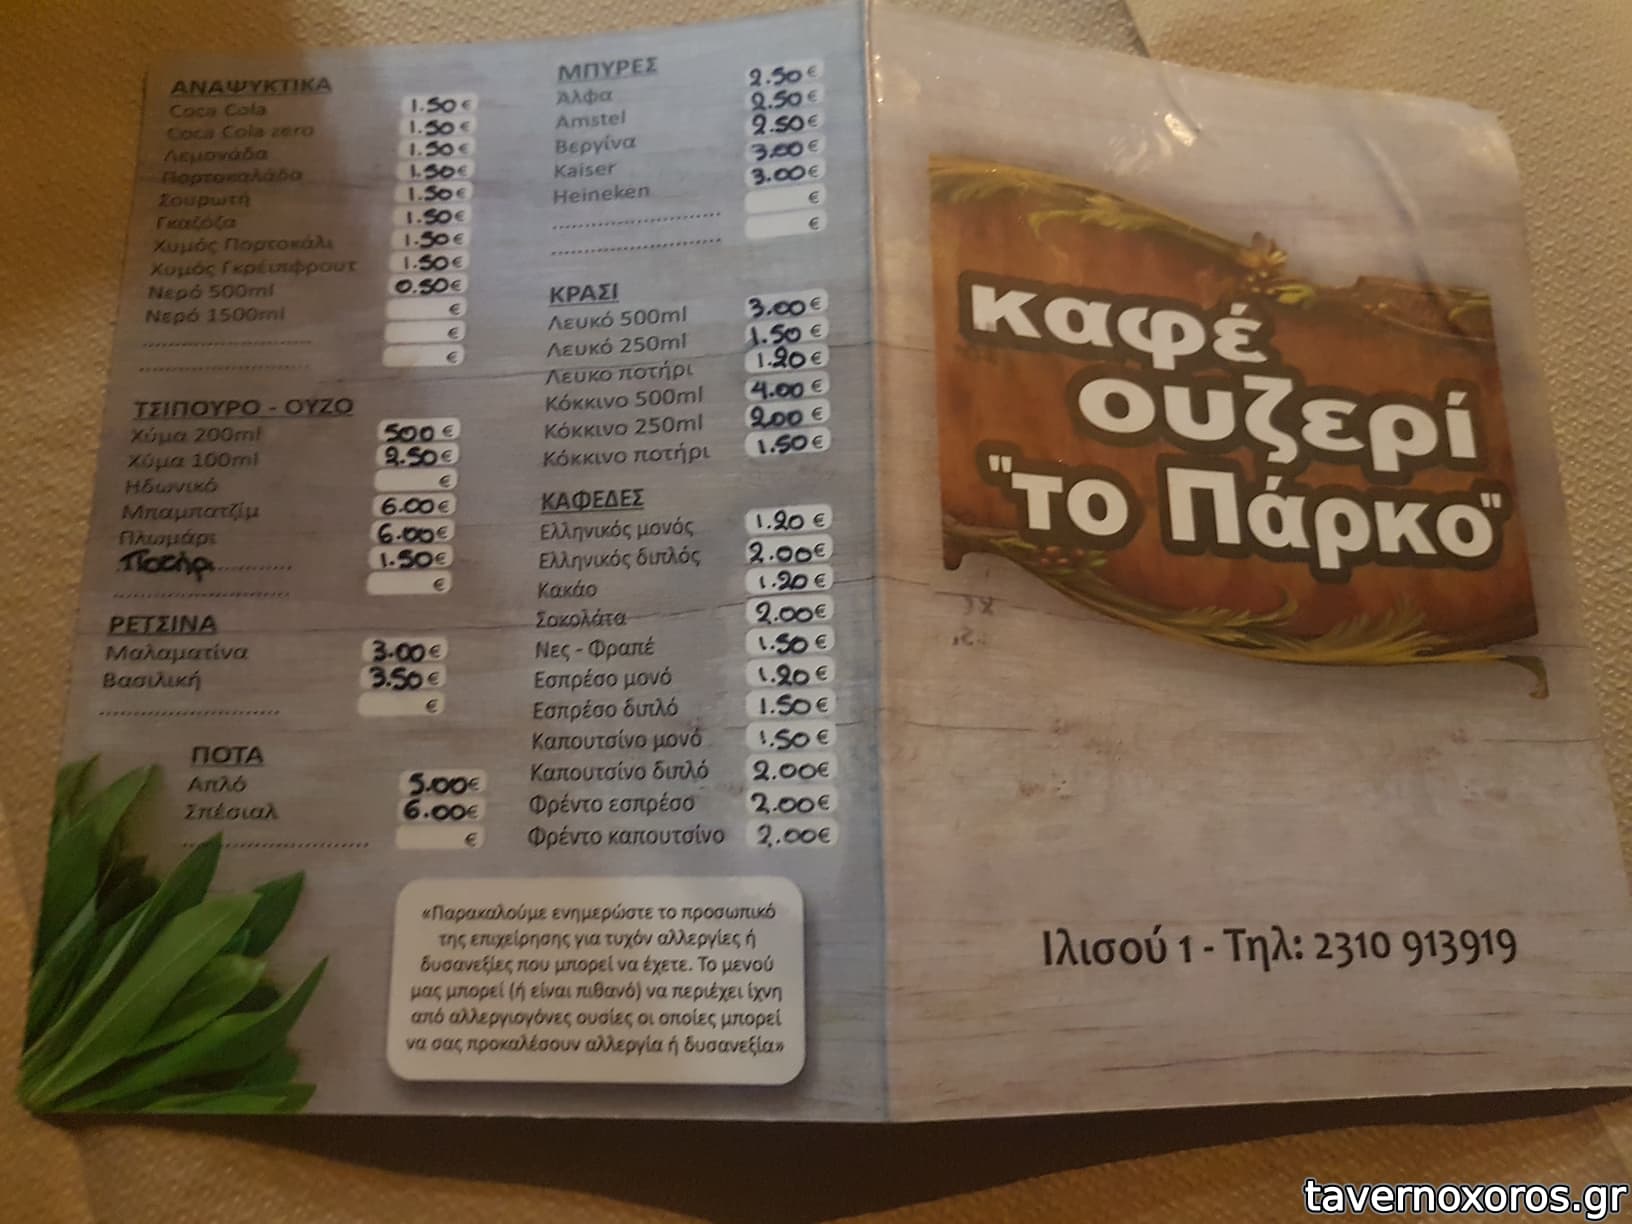 ΑΝΑΨΥΚΤΙΚΑ
Coca Cola 1.50 €
Coca Cola zero 1.50 €
Λεμονάδα 1.50 €
Πορτοκαλάδα 1.50 €
Σουρωτή 1.50 €
Γκαζόζα 1.50 €
Χυμός Πορτοκάλι 1.50 €
Χυμός Γκρέιπφρουτ 1.50 €
Νερό 500ml 0.50 €
Νερό 1500ml €
........................ €
........................ €
ΤΣΙΠΟΥΡΟ - ΟΥΖΟ
Χύμα 200ml 500 €
Χύμα 100ml 2.50 €
Ηδωνικό €
Μπαμπατζίμ 6.00 €
Πλωμάρι 6.00 €
Ποτήρι 1.50 €
........................ €
ΡΕΤΣΙΝΑ
Μαλαματίνα 3.00 €
Βασιλική 3.50 €
........................ €
ΠΟΤΑ
Απλό 5.00 €
Σπέσιαλ 6.00 €
........................ €
ΜΠΥΡΕΣ
Άλφα 2.50 €
Amstel 2.50 €
Βεργίνα 2.50 €
Kaiser 3.00 €
Heineken 3.00 €
........................ €
........................ €
ΚΡΑΣΙ
Λευκό 500ml 3.00 €
Λευκό 250ml 1.50 €
Λευκο ποτήρι 1.20 €
Κόκκινο 500ml 4.00 €
Κόκκινο 250ml 200 €
Κόκκινο ποτήρι 1.50 €
ΚΑΦΕΔΕΣ
Ελληνικός μονός 1.20 €
Ελληνικός διπλός 2.00 €
Κακάο 1.20 €
Σοκολάτα 2.00 €
Νες - Φραπέ 1.50 €
Εσπρέσο μονό 1.20 €
Εσπρέσο διπλό 1.50 €
Καπουτσίνο μονό 1.50 €
Καπουτσίνο διπλό 2.00 €
Φρέντο εσπρέσο 2.00 €
Φρέντο καπουτσίνο 2.00 €
«Παρακαλούμε ενημερώστε το προσωπικό
της επιχείρησης για τυχόν αλλεργίες ή
δυσανεξίες που μπορεί να έχετε. Το μενού
μας μπορεί (ή είναι πιθανό) να περιέχει ίχνη
από αλλεργιογόνες ουσίες οι οποίες μπορεί
να σας προκαλέσουν αλλεργία ή δυσανεξία»
καφέ
ουζερί
"το Πάρκο"
Ιλισού 1 - Τηλ: 2310 913919
tavernoxoros.gr